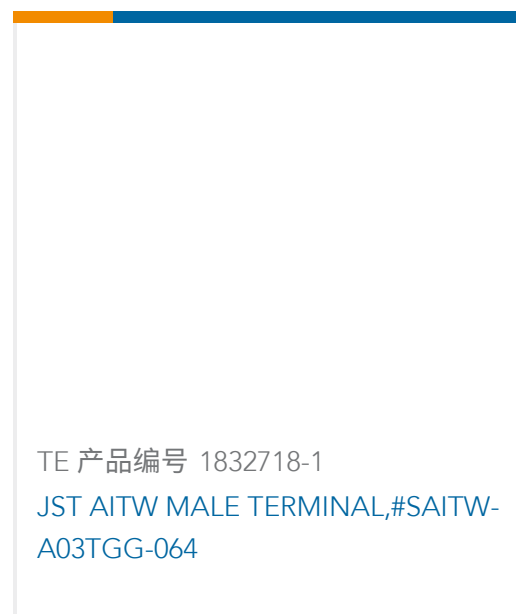 TE 产品编号 1832718-1
JST AITW MALE TERMINAL,#SAITW-
A03TGG-064